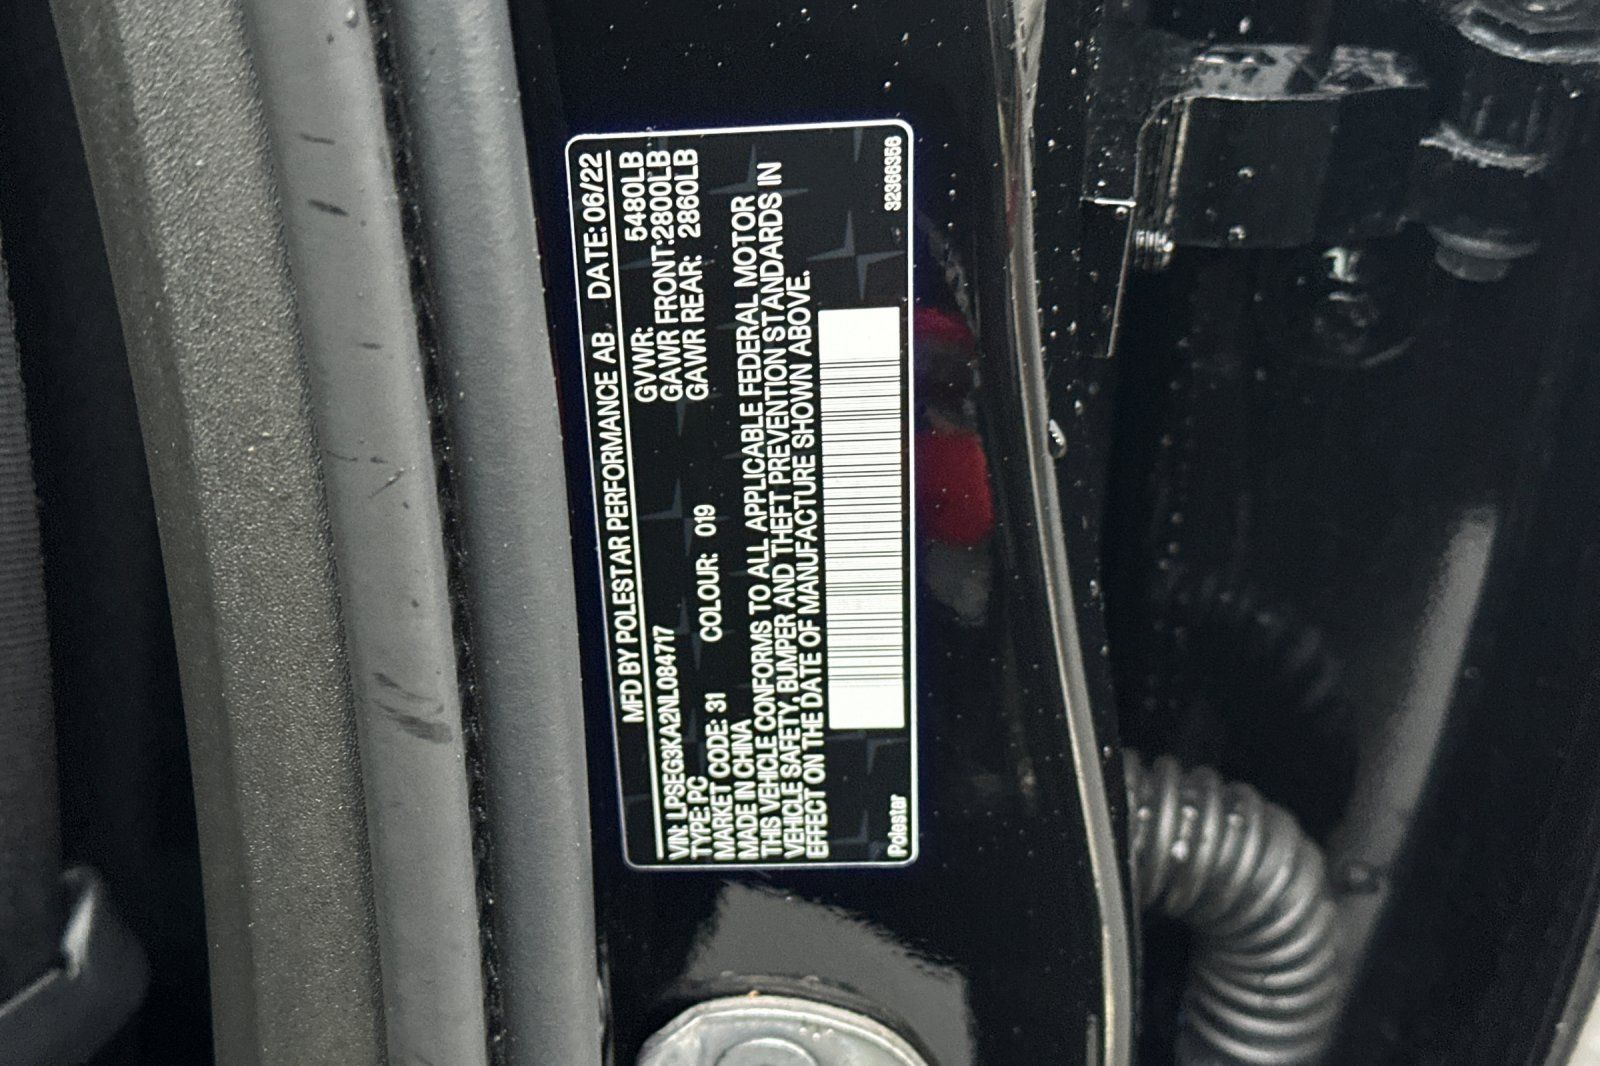 MFD BY POLESTAR PERFORMANCE AB. DATE: 06/22
VIN: LPSEG3KA2NL08471​7 GVWR: 5480LB
TYPE: PC GAWR FRONT: 2800LB
MARKET CODE: 31 COLOUR: 019 GAWR REAR: 2860LB
MADE IN CHINA
THIS VEHICLE CONFORMS TO ALL APPLICABLE FEDERAL MOTOR
VEHICLE SAFETY, BUMPER AND THEFT PREVENTION STANDARDS IN
EFFECT ON THE DATE OF MANUFACTURE SHOWN ABOVE.
Polestar 32366356